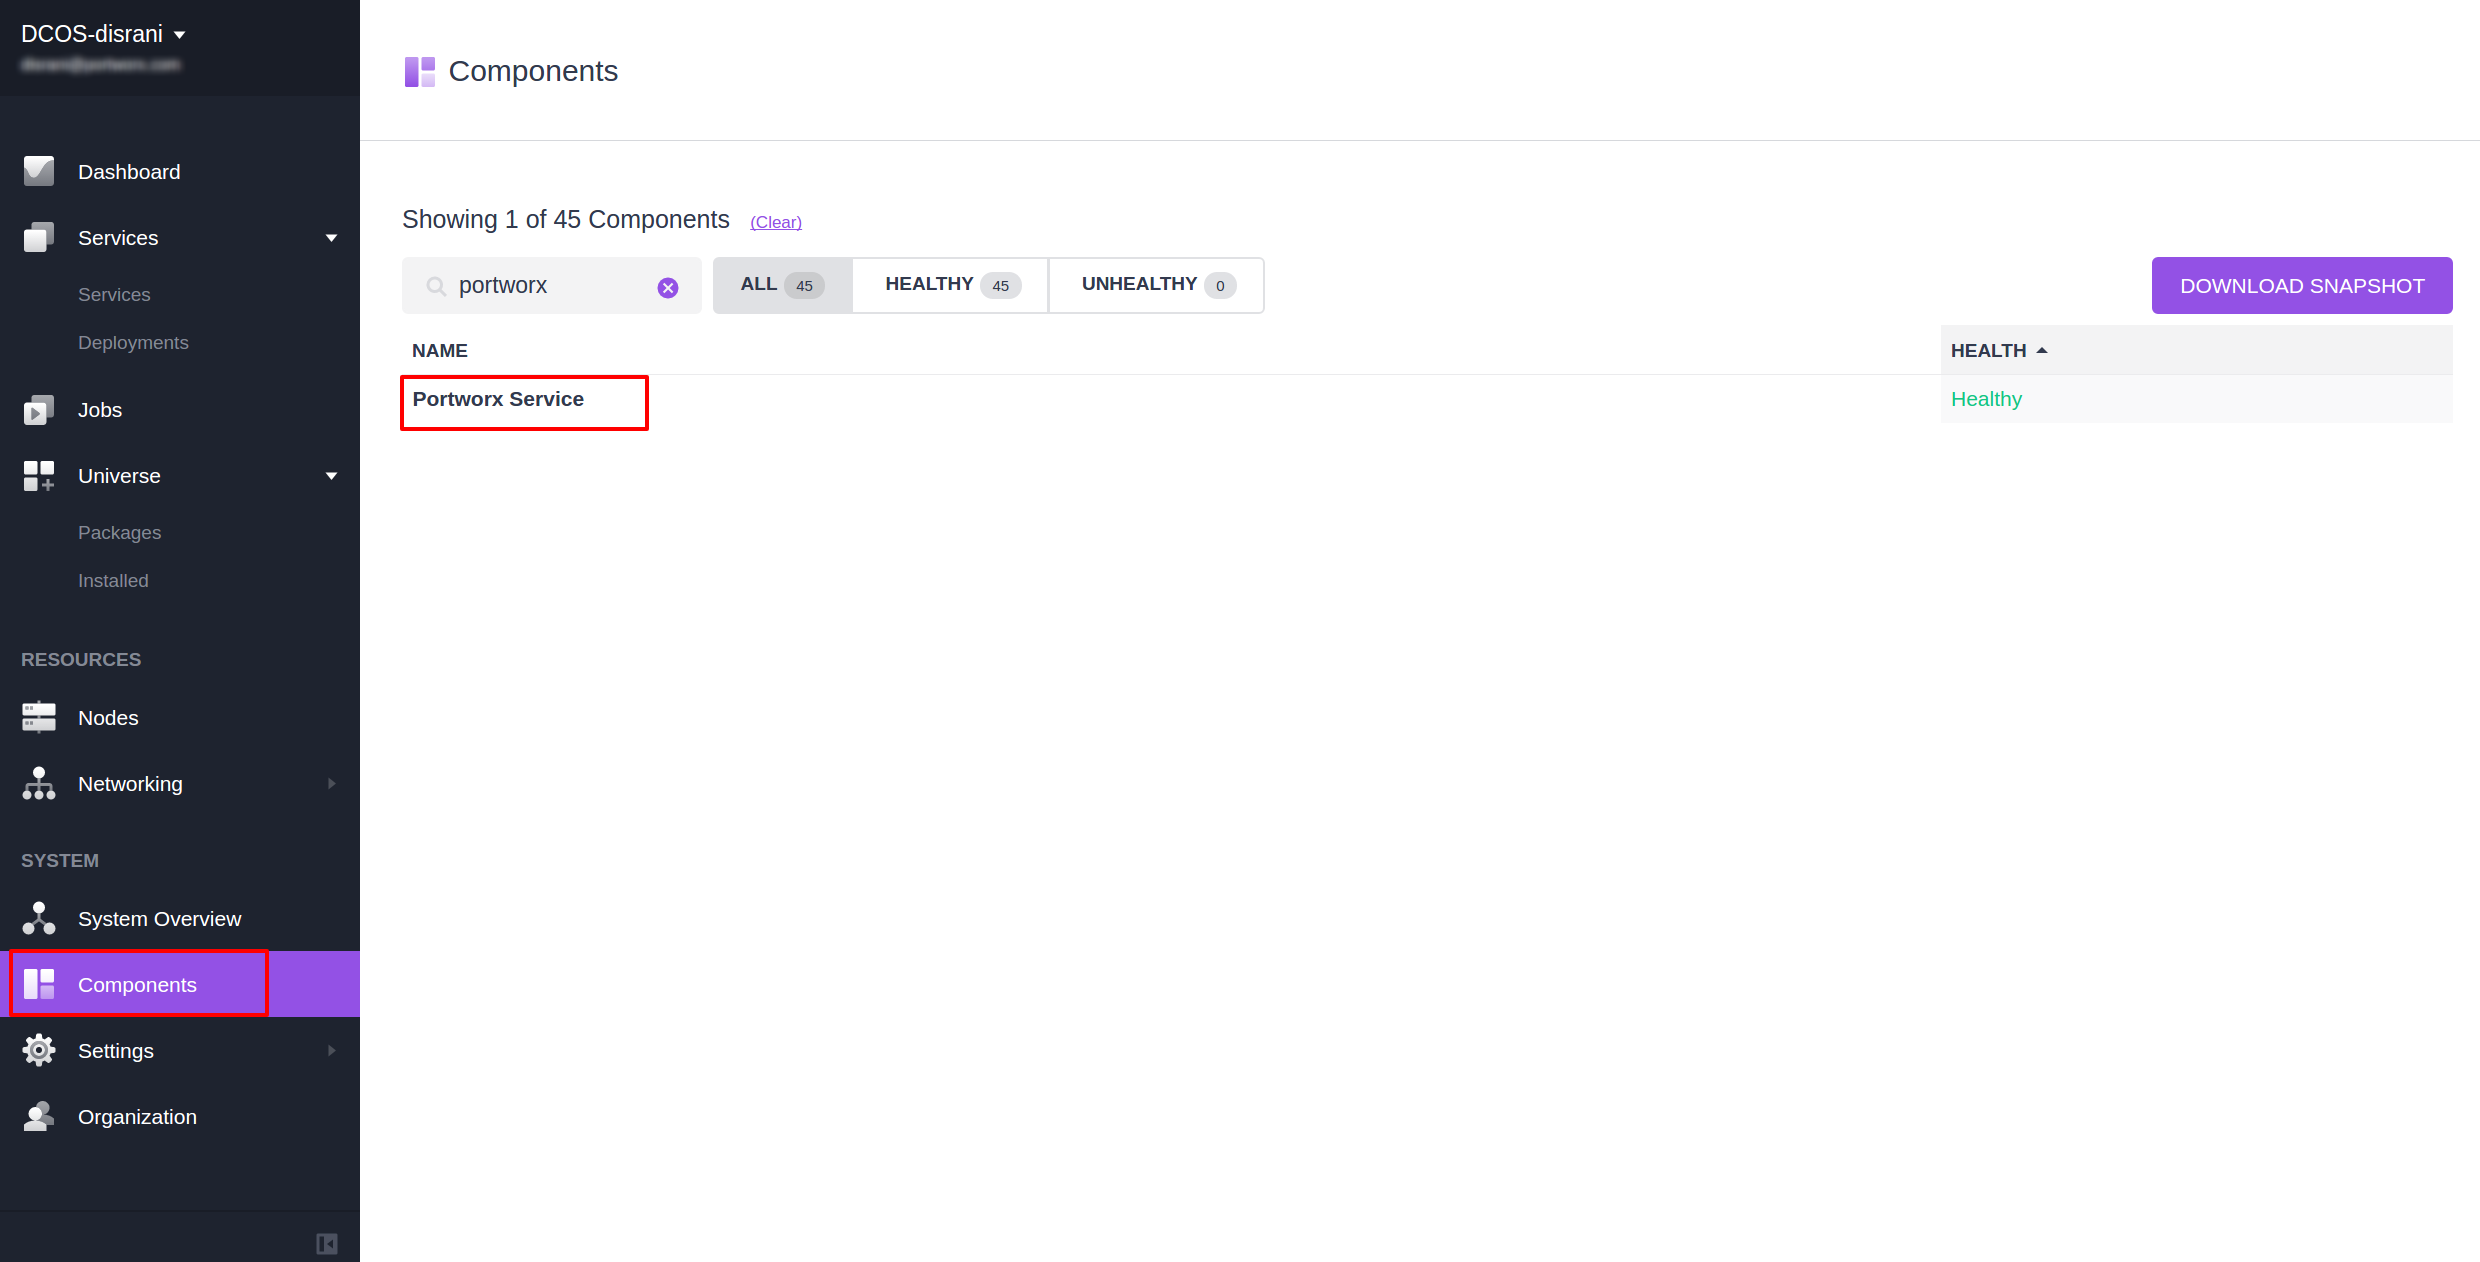 DCOS-disrani
Dashboard
Services
Services
Deployments
Jobs
Universe
Packages
Installed
RESOURCES
Nodes
Networking
SYSTEM
System Overview
Components
Settings
Organization
Components
Showing 1 of 45 Components (Clear)
portworx ALL 45 HEALTHY 45 UNHEALTHY 0 DOWNLOAD SNAPSHOT
NAME HEALTH
Portworx Service Healthy